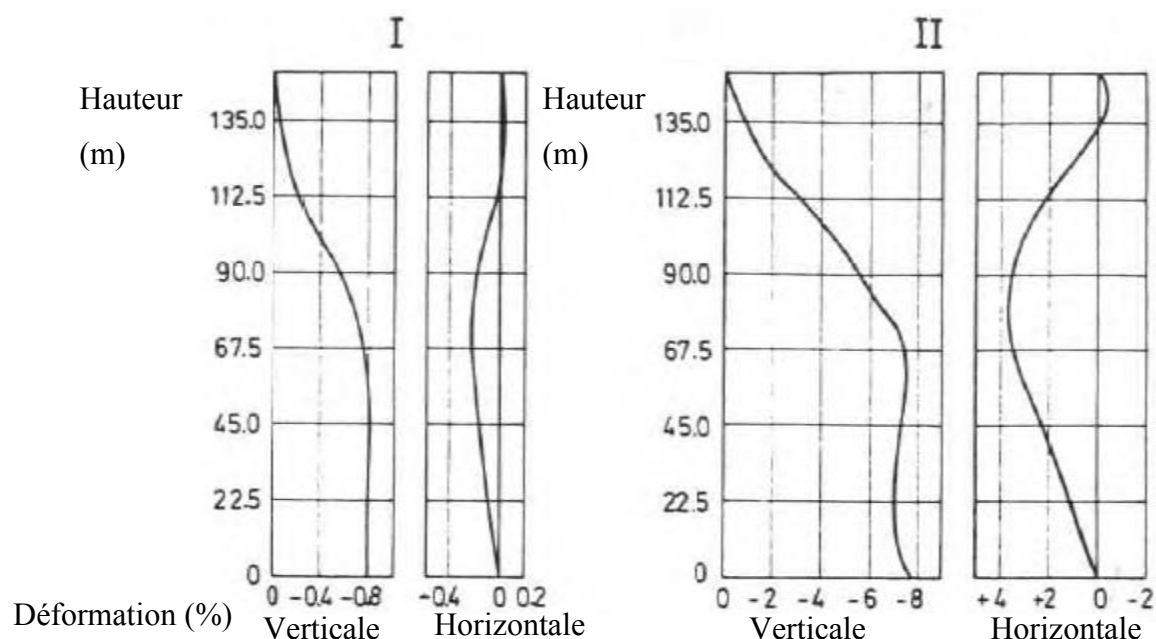 I
II
Hauteur
(m)
135.0
112.5
90.0
67.5
45.0
22.5
0
Hauteur
(m)
135.0
112.5
90.0
67.5
45.0
22.5
0
Déformation (%)
0 -0.4 -0.8
Verticale
-0.4 0 0.2
Horizontale
0 -2 -4 -6 -8
Verticale
+4 +2 0 -2
Horizontale